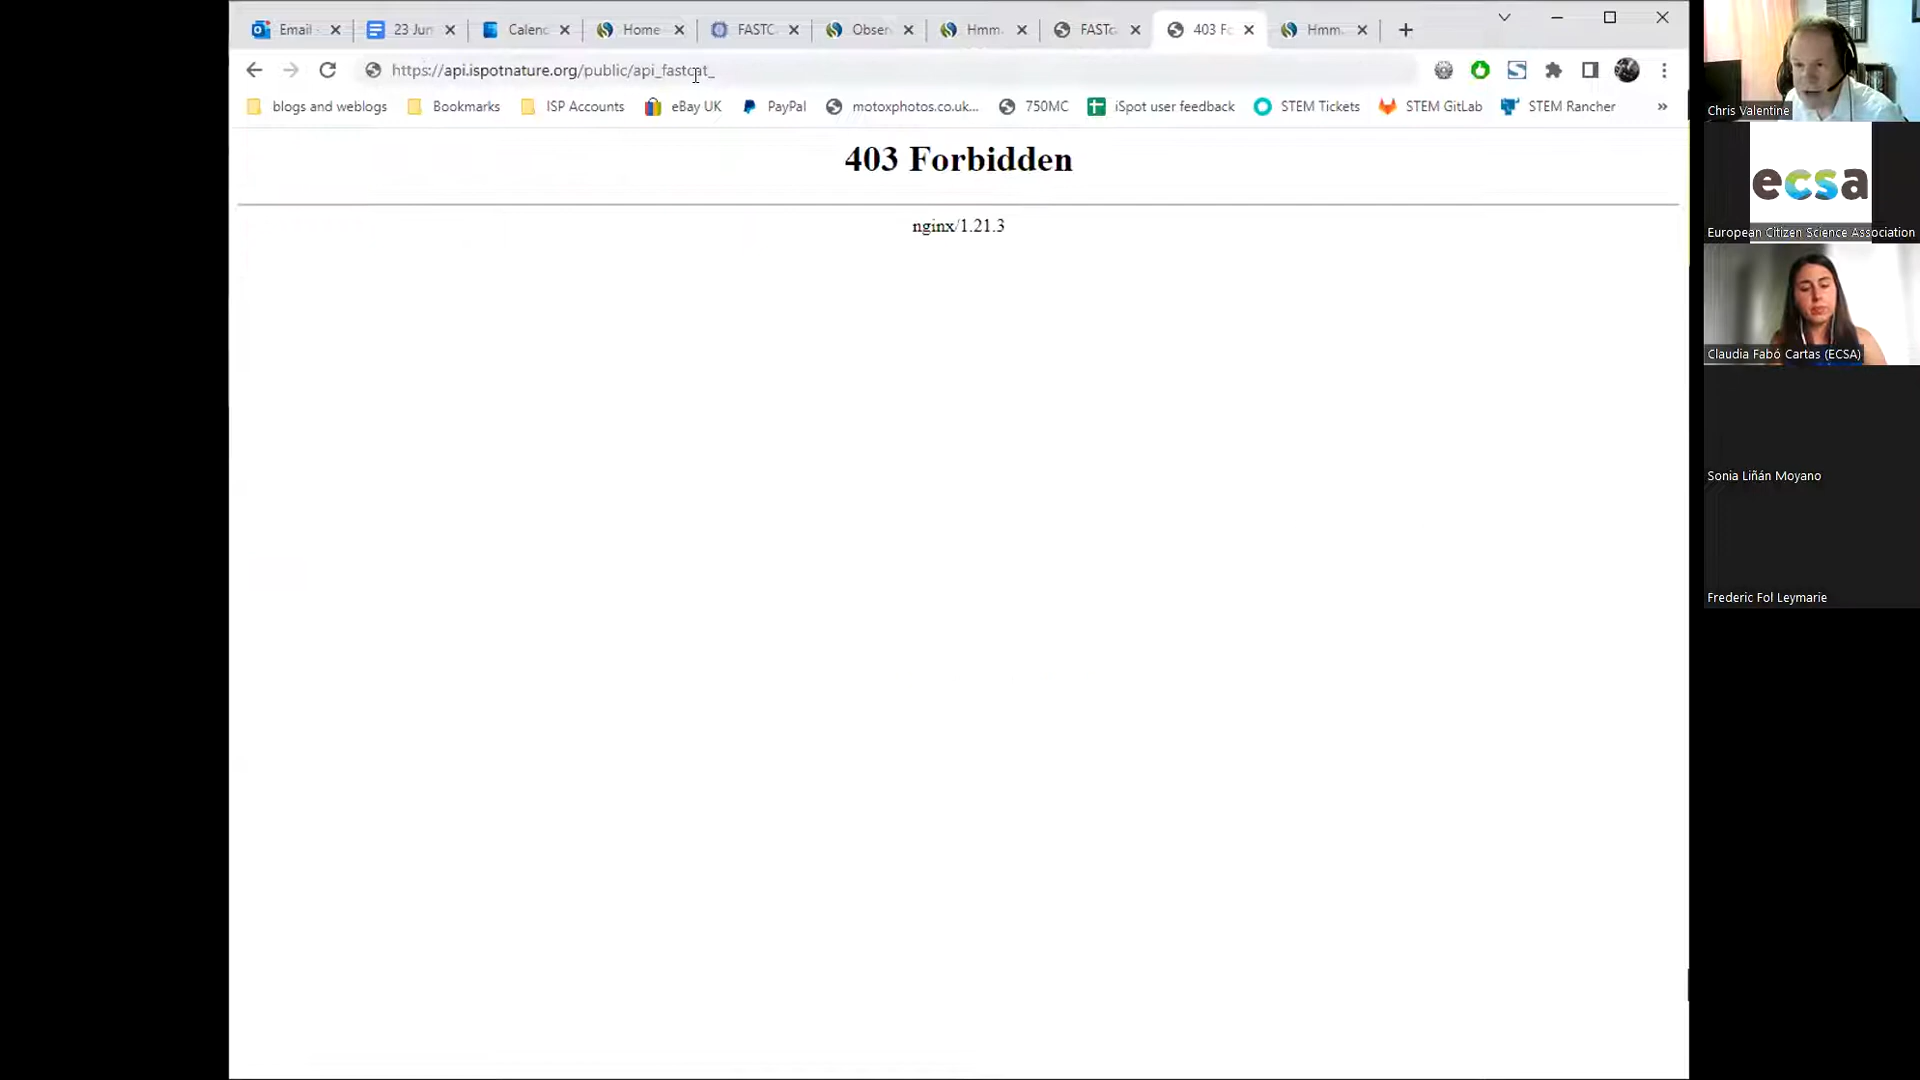 Email
23 Jun
Calenc
Home
FASTC
Obser
Hmm
FASTc
403 Fc
Hmm
https://api.ispotnature.org/public/api_fastcat_
blogs and weblogs
Bookmarks
ISP Accounts
eBay UK
PayPal
motoxphotos.co.uk...
750MC
iSpot user feedback
STEM Tickets
STEM GitLab
STEM Rancher
»
403 Forbidden
nginx/1.21.3
Chris Valentine
ecsa
European Citizen Science Association
Claudia Fabó Cartas (ECSA)
Sonia Liñán Moyano
Frederic Fol Leymarie